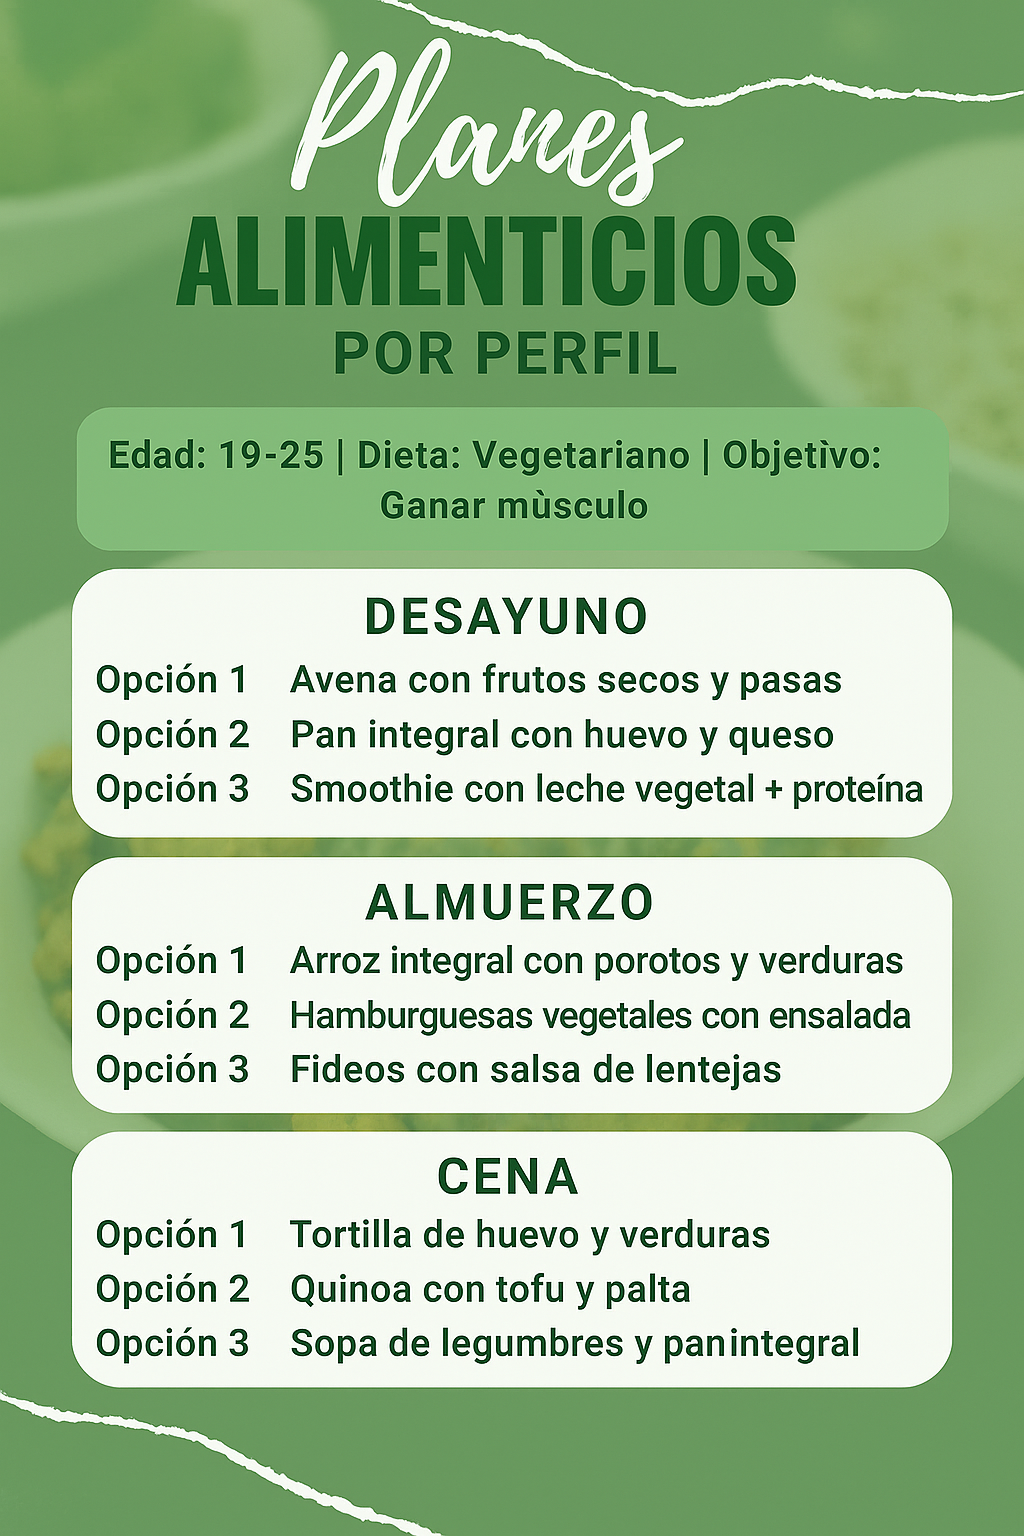 Planes
ALIMENTICIOS
POR PERFIL
Edad: 19-25 | Dieta: Vegetariano | Objetìvo:
Ganar mùsculo
DESAYUNO
Opción 1 Avena con frutos secos y pasas
Opción 2 Pan integral con huevo y queso
Opción 3 Smoothie con leche vegetal + proteína
ALMUERZO
Opción 1 Arroz integral con porotos y verduras
Opción 2 Hamburguesas vegetales con ensalada
Opción 3 Fideos con salsa de lentejas
CENA
Opción 1 Tortilla de huevo y verduras
Opción 2 Quinoa con tofu y palta
Opción 3 Sopa de legumbres y panintegral